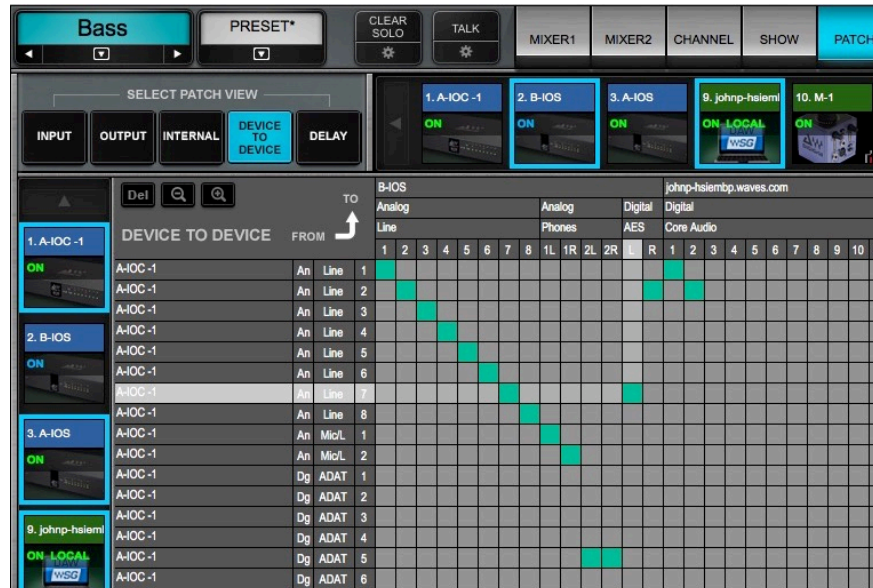 Bass
PRESET*
CLEAR SOLO
TALK
MIXER1
MIXER2
CHANNEL
SHOW
PATCH
SELECT PATCH VIEW
INPUT
OUTPUT
INTERNAL
DEVICE TO DEVICE
DELAY
1. A-IOC -1
ON
2. B-IOS
ON
3. A-IOS
ON
9. johnp-hsiemb
ON LOCAL
WSG
10. M-1
ON
Del
TO
DEVICE TO DEVICE FROM
B-IOS johnp-hsiembp.waves.com
Analog Analog Digital Digital
Line Phones AES Core Audio
1 2 3 4 5 6 7 8 1L 1R 2L 2R L R 1 2 3 4 5 6 7 8 9 10
1. A-IOC -1
ON
2. B-IOS
ON
3. A-IOS
ON
9. johnp-hsiemb
ON LOCAL
WSG
A-IOC -1 An Line 1
A-IOC -1 An Line 2
A-IOC -1 An Line 3
A-IOC -1 An Line 4
A-IOC -1 An Line 5
A-IOC -1 An Line 6
A-IOC -1 An Line 7
A-IOC -1 An Line 8
A-IOC -1 An Mic/L 1
A-IOC -1 An Mic/L 2
A-IOC -1 Dg ADAT 1
A-IOC -1 Dg ADAT 2
A-IOC -1 Dg ADAT 3
A-IOC -1 Dg ADAT 4
A-IOC -1 Dg ADAT 5
A-IOC -1 Dg ADAT 6